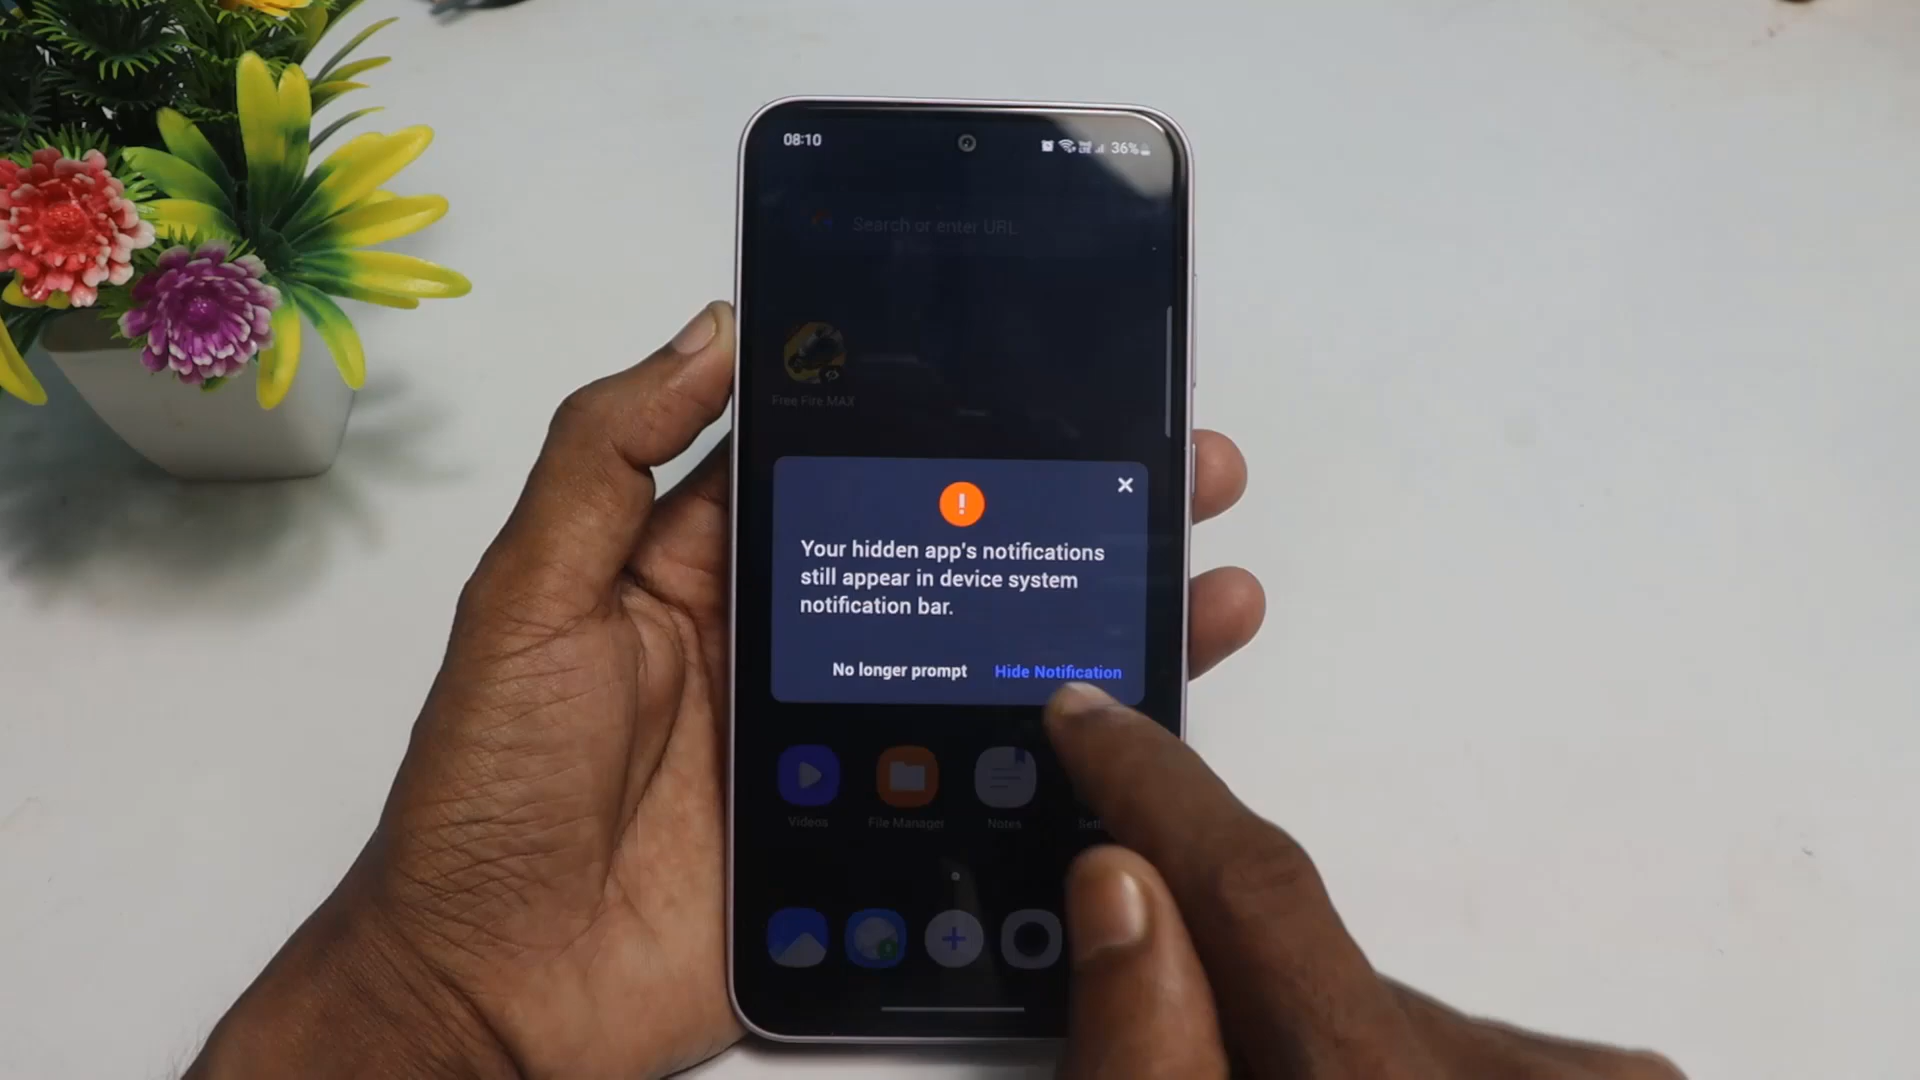 08:10
36%
Search or enter URL
Free Fire MAX
Your hidden app's notifications
still appear in device system
notification bar.
No longer prompt
Hide Notification
Videos
File Manager
Notes